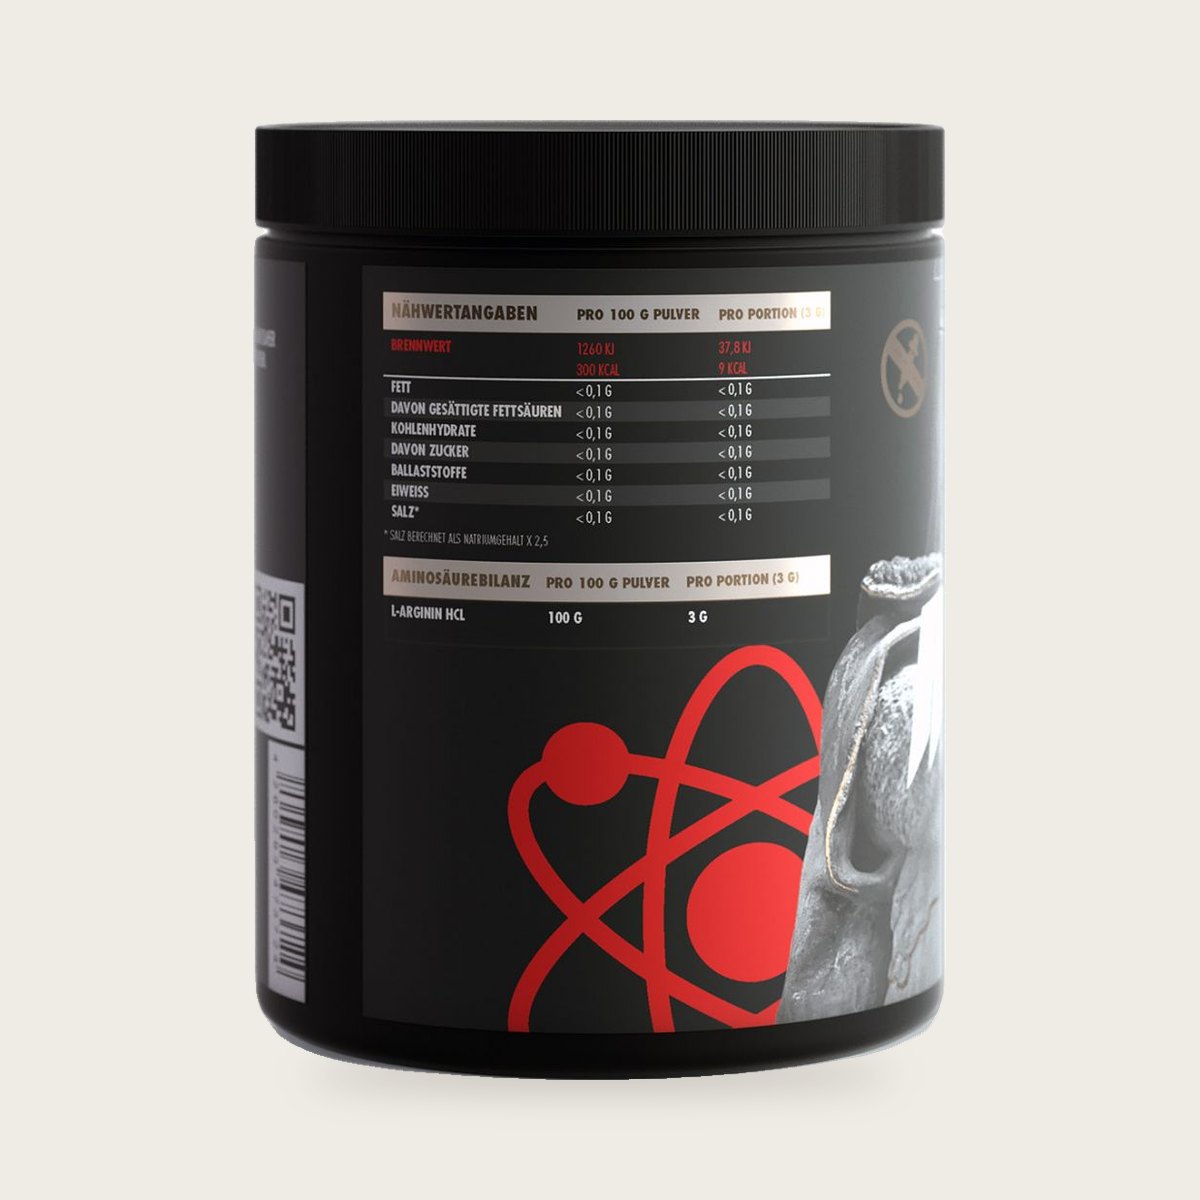 NÄHWERTANGABEN PRO 100 G PULVER PRO PORTION (3 G)
BRENNWERT 1260 KJ 37,8 KJ
300 KCAL 9 KCAL
FETT <0,1 G <0,1 G
DAVON GESÄTTIGTE FETTSÄUREN <0,1 G <0,1 G
KOHLENHYDRATE <0,1 G <0,1 G
DAVON ZUCKER <0,1 G <0,1 G
BALLASTSTOFFE <0,1 G <0,1 G
EIWEISS <0,1 G <0,1 G
SALZ* <0,1 G <0,1 G
* SALZ BERECHNET ALS NATRIUMGEHALT X 2,5
AMINOSÄUREBILANZ PRO 100 G PULVER PRO PORTION (3 G)
L-ARGININ HCL 100 G 3 G